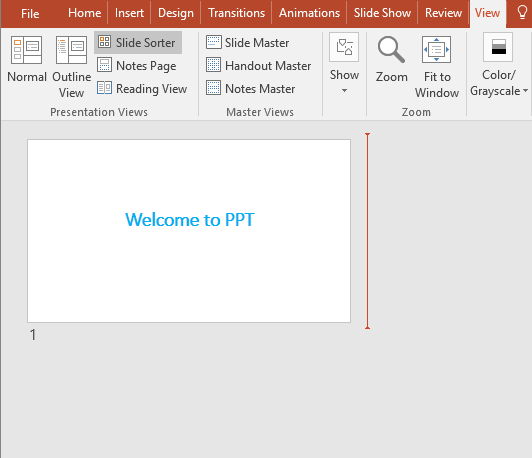 File Home Insert Design Transitions Animations Slide Show Review View
Normal
Outline View
Slide Sorter
Notes Page
Reading View
Presentation Views
Slide Master
Handout Master
Notes Master
Master Views
Show
Zoom
Fit to Window
Zoom
Color/ Grayscale
Welcome to PPT
1